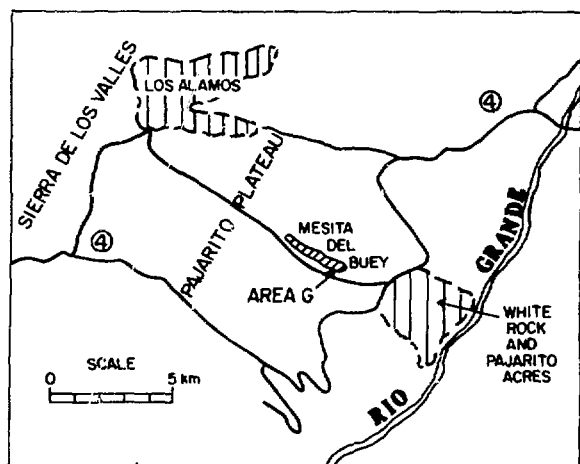 SIERRA DE LOS VALLES
LOS ALAMOS
④
PAJARITO PLATEAU
MESITA
DEL
BUEY
AREA G
④
RIO GRANDE
WHITE
ROCK
AND
PAJARITO
ACRES
SCALE
0 5 km